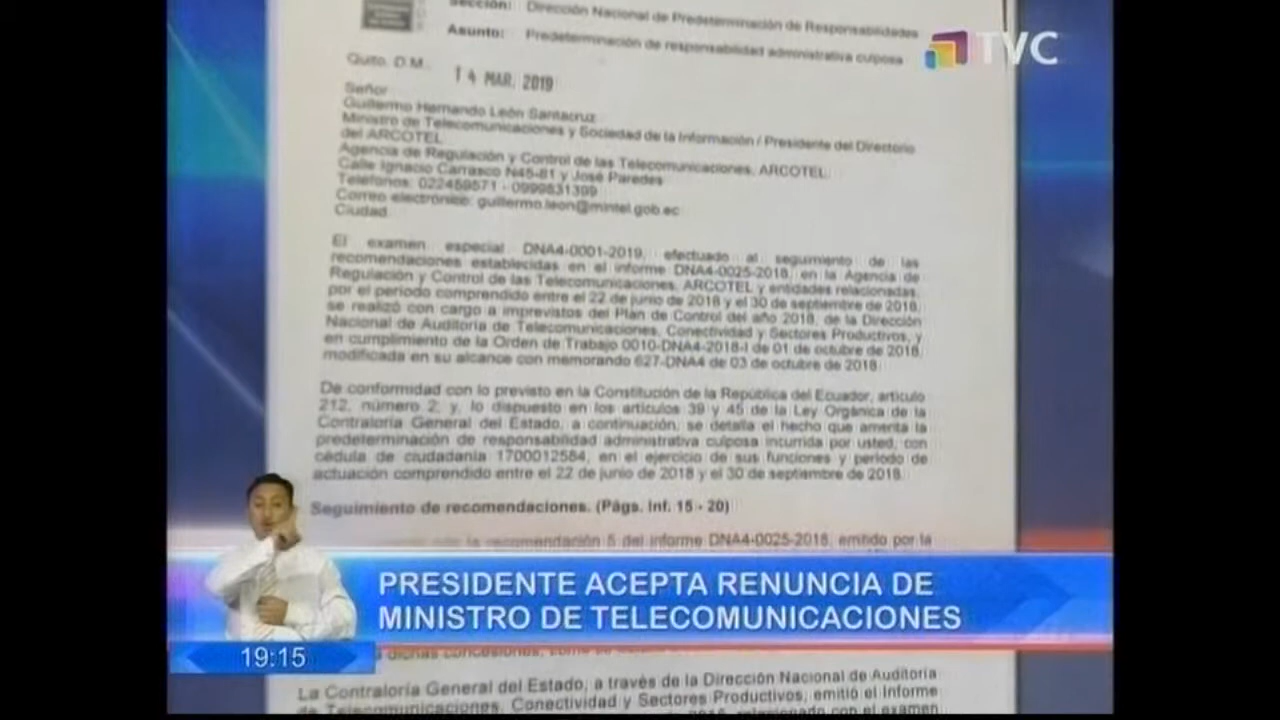 Sección: Dirección Nacional de Predeterminación de Responsabilidades
Asunto: Predeterminación de responsabilidad administrativa culposa
TVC
Quito, D.M.
14 MAR. 2019
Señor
Guillermo Hernando León Santacruz
Ministro de Telecomunicaciones y Sociedad de la Información / Presidente del Directorio
del ARCOTEL
Agencia de Regulación y Control de las Telecomunicaciones, ARCOTEL
Calle Ignacio Carrasco N45-81 y José Paredes
Teléfonos: 022459571 - 0999831399
Correo electrónico: guillermo.leon@mintel.gob.ec
Ciudad.
El examen especial DNA4-0001-2019, efectuado al seguimiento de las
recomendaciones establecidas en el informe DNA4-0025-2018, en la Agencia de
Regulación y Control de las Telecomunicaciones, ARCOTEL y entidades relacionadas,
por el periodo comprendido entre el 22 de junio de 2018 y el 30 de septiembre de 2018,
se realizó con cargo a imprevistos del Plan de Control del año 2018, de la Dirección
Nacional de Auditoría de Telecomunicaciones, Conectividad y Sectores Productivos, y
en cumplimiento de la Orden de Trabajo 0010-DNA4-2018-I de 01 de octubre de 2018,
modificada en su alcance con memorando 627-DNA4 de 03 de octubre de 2018.
De conformidad con lo previsto en la Constitución de la República del Ecuador, artículo
212, número 2; y, lo dispuesto en los artículos 39 y 45 de la Ley Orgánica de la
Contraloría General del Estado, a continuación, se detalla el hecho que amerita la
predeterminación de responsabilidad administrativa culposa incurrida por usted, con
cédula de ciudadanía 1700012584, en el ejercicio de sus funciones y periodo de
actuación comprendido entre el 22 de junio de 2018 y el 30 de septiembre de 2018.
Seguimiento de recomendaciones. (Págs. Inf. 15 - 20)
la recomendación 5 del informe DNA4-0025-2018, emitido por la
PRESIDENTE ACEPTA RENUNCIA DE
MINISTRO DE TELECOMUNICACIONES
19:15
dichas concesiones, como se
La Contraloría General del Estado, a través de la Dirección Nacional de Auditoría
de Telecomunicaciones, Conectividad y Sectores Productivos, emitió el Informe
relacionado con el examen